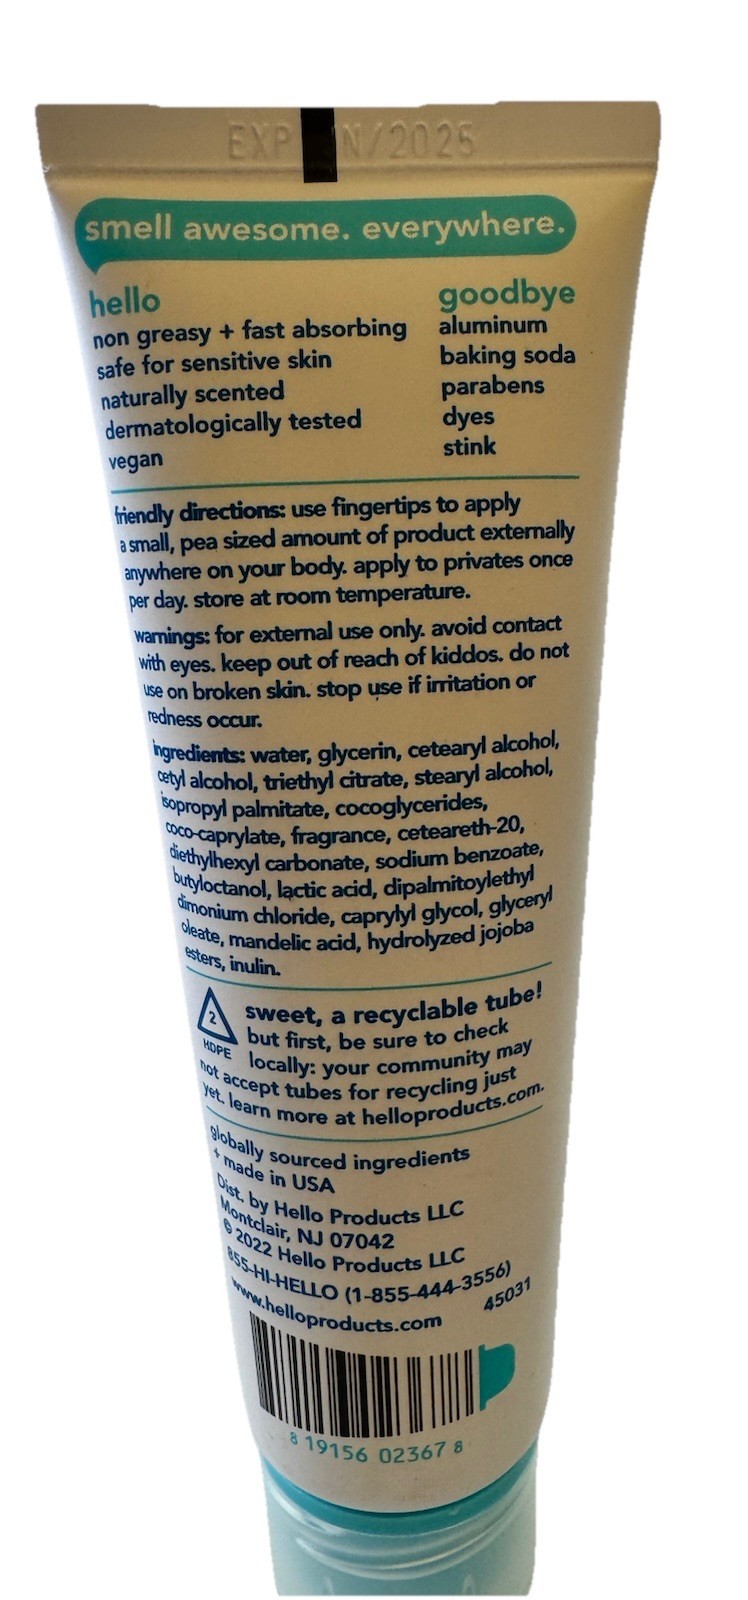 EXP N/2025
smell awesome. everywhere.
hello
non greasy + fast absorbing
safe for sensitive skin
naturally scented
dermatologically tested
vegan
goodbye
aluminum
baking soda
parabens
dyes
stink
friendly directions: use fingertips to apply
a small, pea sized amount of product externally
anywhere on your body. apply to privates once
per day. store at room temperature.
warnings: for external use only. avoid contact
with eyes. keep out of reach of kiddos. do not
use on broken skin. stop use if irritation or
redness occur.
ingredients: water, glycerin, cetearyl alcohol,
cetyl alcohol, triethyl citrate, stearyl alcohol,
isopropyl palmitate, cocoglycerides,
coco-caprylate, fragrance, ceteareth-20,
diethylhexyl carbonate, sodium benzoate,
butyloctanol, lactic acid, dipalmitoylethyl
dimonium chloride, caprylyl glycol, glyceryl
oleate, mandelic acid, hydrolyzed jojoba
esters, inulin.
2
HDPE
sweet, a recyclable tube!
but first, be sure to check
locally: your community may
not accept tubes for recycling just
yet. learn more at helloproducts.com.
globally sourced ingredients
+ made in USA
Dist. by Hello Products LLC
Montclair, NJ 07042
© 2022 Hello Products LLC
855-HI-HELLO (1-855-444-3556)
www.helloproducts.com
45031
8 19156 02367 8